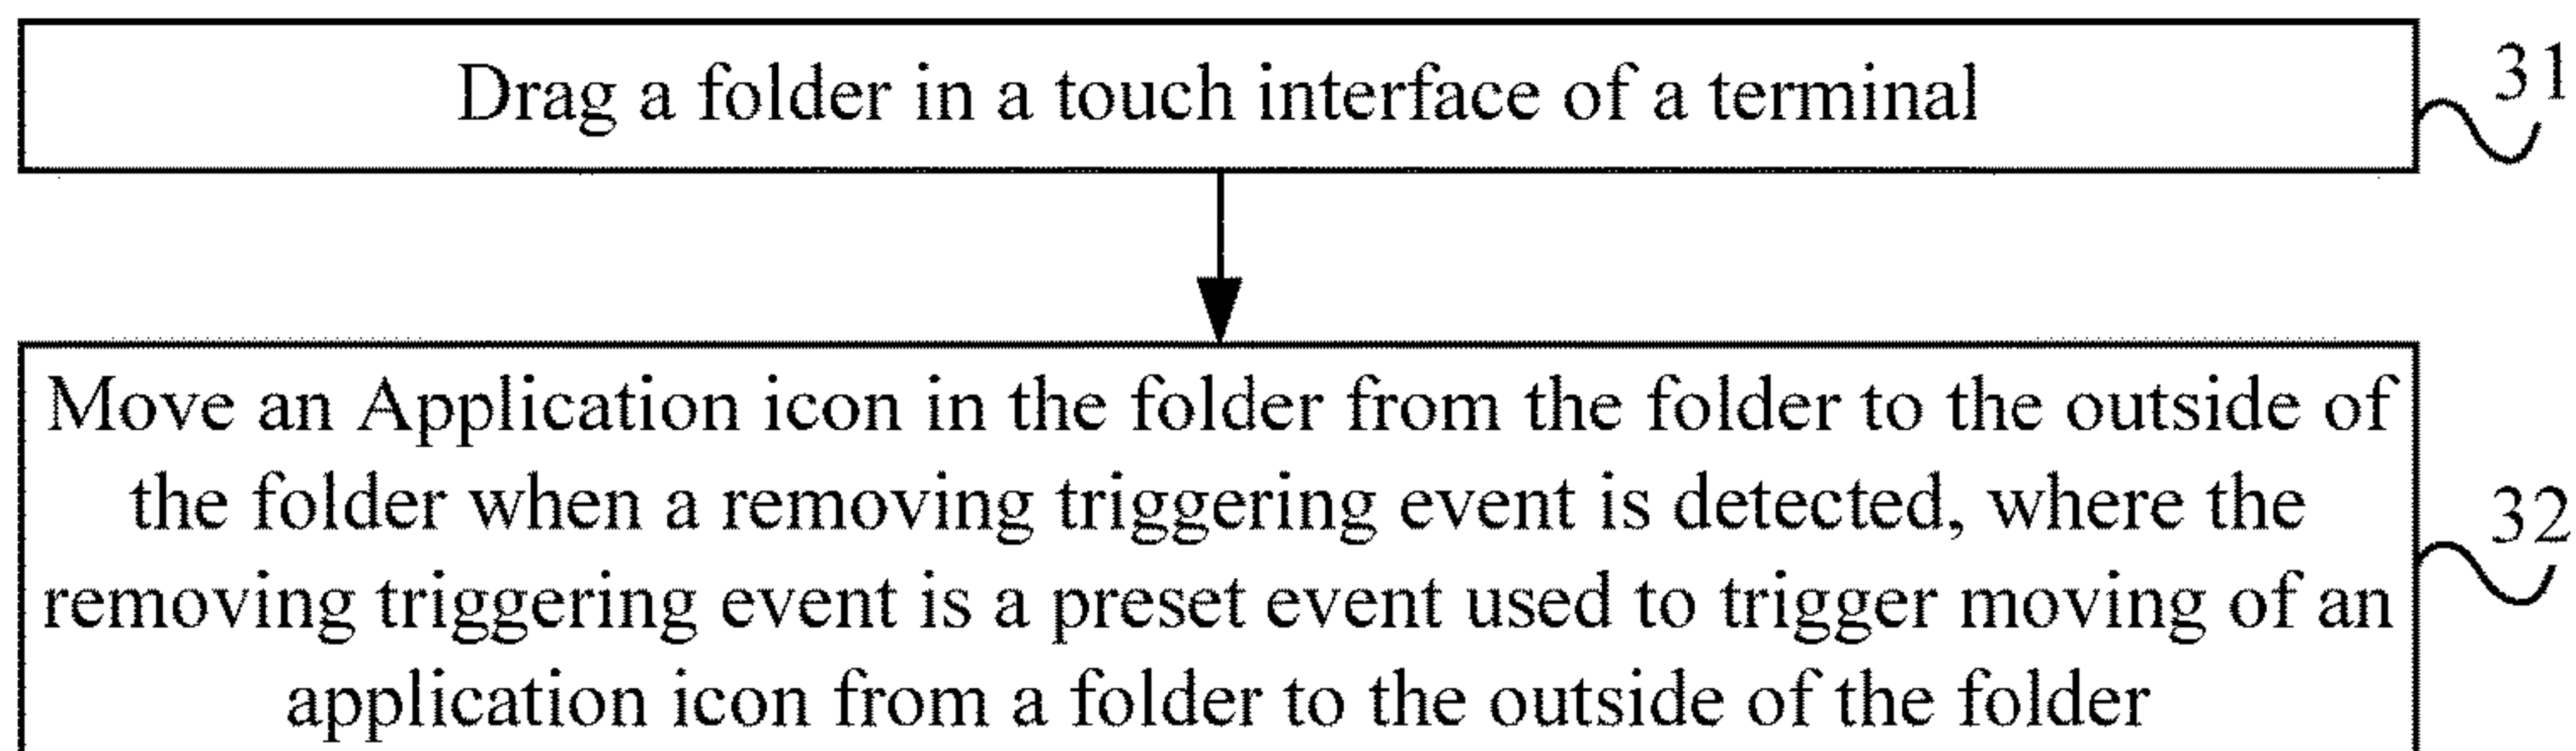 Drag a folder in a touch interface of a terminal
31
Move an Application icon in the folder from the folder to the outside of
the folder when a removing triggering event is detected, where the
removing triggering event is a preset event used to trigger moving of an
application icon from a folder to the outside of the folder
32